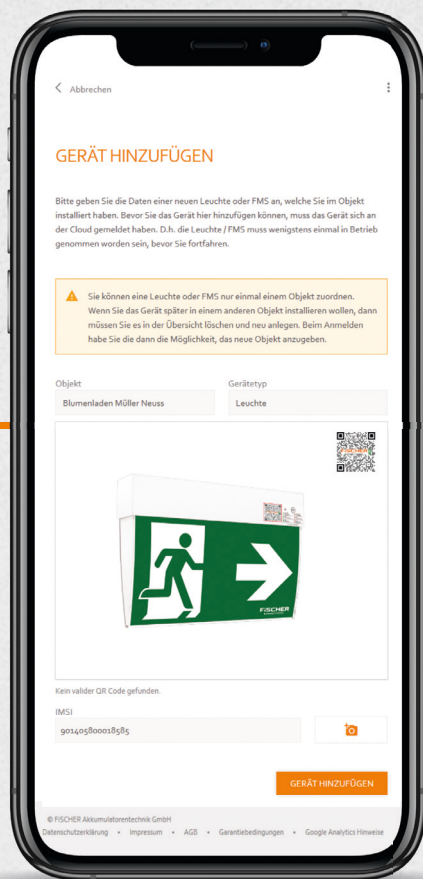 Abbrechen
GERÄT HINZUFÜGEN
Bitte geben Sie die Daten einer neuen Leuchte oder FMS an, welche Sie im Objekt
installiert haben. Bevor Sie das Gerät hier hinzufügen können, muss das Gerät sich an
der Cloud gemeldet haben. D.h. die Leuchte / FMS muss wenigstens einmal in Betrieb
genommen worden sein, bevor Sie fortfahren.
Sie können eine Leuchte oder FMS nur einmal einem Objekt zuordnen.
Wenn Sie das Gerät später in einem anderen Objekt installieren wollen, dann
müssen Sie es in der Übersicht löschen und neu anlegen. Beim Anmelden
habe Sie die dann die Möglichkeit, das neue Objekt anzugeben.
Objekt Gerätetyp
Blumenladen Müller Neuss Leuchte
FiSCHER
FiSCHER
Kein valider QR Code gefunden.
IMSI
901405800018585
GERÄT HINZUFÜGEN
© FiSCHER Akkumulatorentechnik GmbH
Datenschutzerklärung • Impressum • AGB • Garantiebedingungen • Google Analytics Hinweise